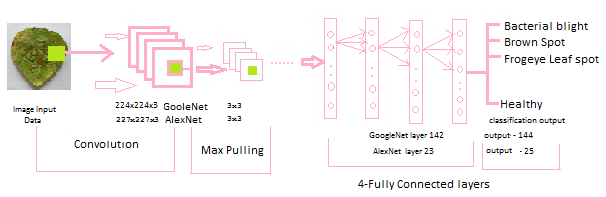 Bacterial blight
Brown Spot
Frogeye Leaf spot
Healthy
Image Input
Data
224x224x3 GooleNet 3x3
227x227x3 AlexNet 3x3
Convolution
Max Pulling
GoogleNet layer 142
AlexNet layer 23
classification output
output - 144
output - 25
4-Fully Connected layers